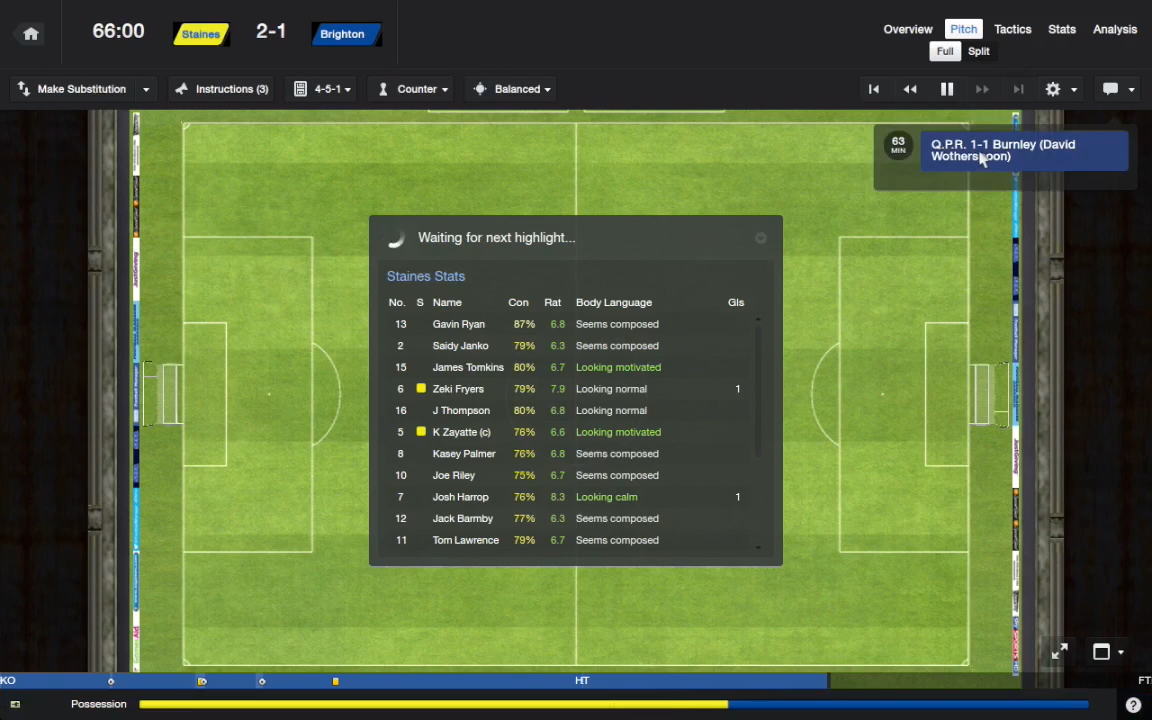 66:00 Staines 2-1 Brighton
Overview Pitch Tactics Stats Analysis
Full Split
Make Substitution Instructions (3) 4-5-1 Counter Balanced
63 MIN
Q.P.R. 1-1 Burnley (David
Wotherspoon)
Waiting for next highlight...
Staines Stats
No. S Name Con Rat Body Language Gls
13 Gavin Ryan 87% 6.8 Seems composed
2 Saidy Janko 79% 6.3 Seems composed
15 James Tomkins 80% 6.7 Looking motivated
6 Zeki Fryers 79% 7.9 Looking normal 1
16 J Thompson 80% 6.8 Looking normal
5 K Zayatte (c) 76% 6.6 Looking motivated
8 Kasey Palmer 76% 6.8 Seems composed
10 Joe Riley 75% 6.7 Seems composed
7 Josh Harrop 76% 8.3 Looking calm 1
12 Jack Barmby 77% 6.3 Seems composed
11 Tom Lawrence 79% 6.7 Seems composed
KO HT FT
Possession ?